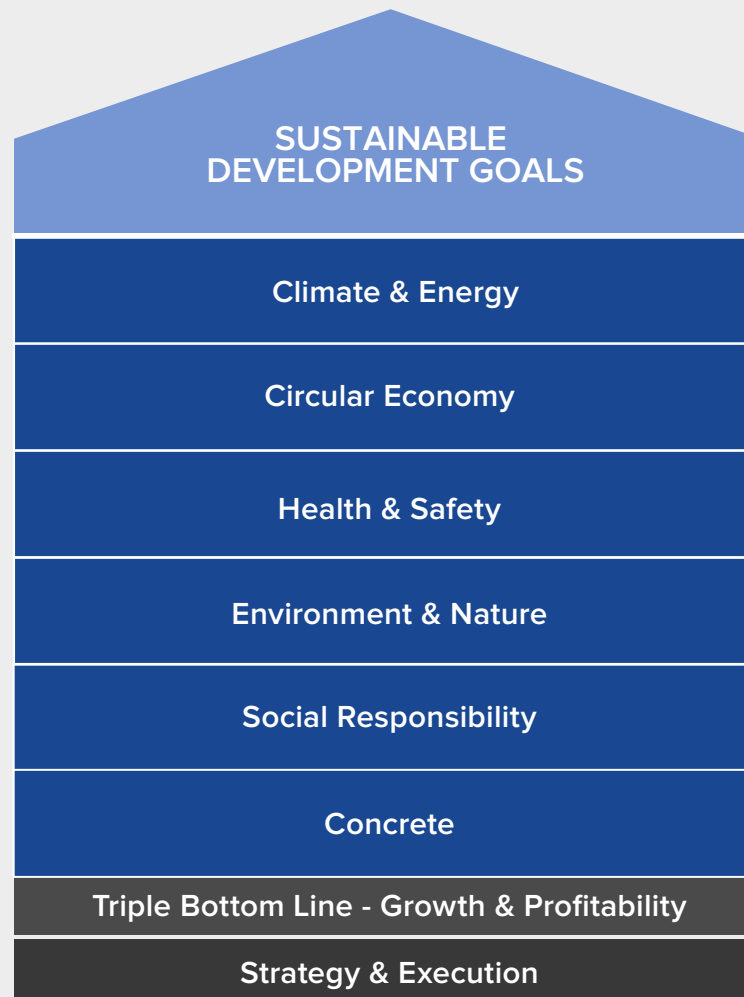 SUSTAINABLE
DEVELOPMENT GOALS
Climate & Energy
Circular Economy
Health & Safety
Environment & Nature
Social Responsibility
Concrete
Triple Bottom Line - Growth & Profitability
Strategy & Execution